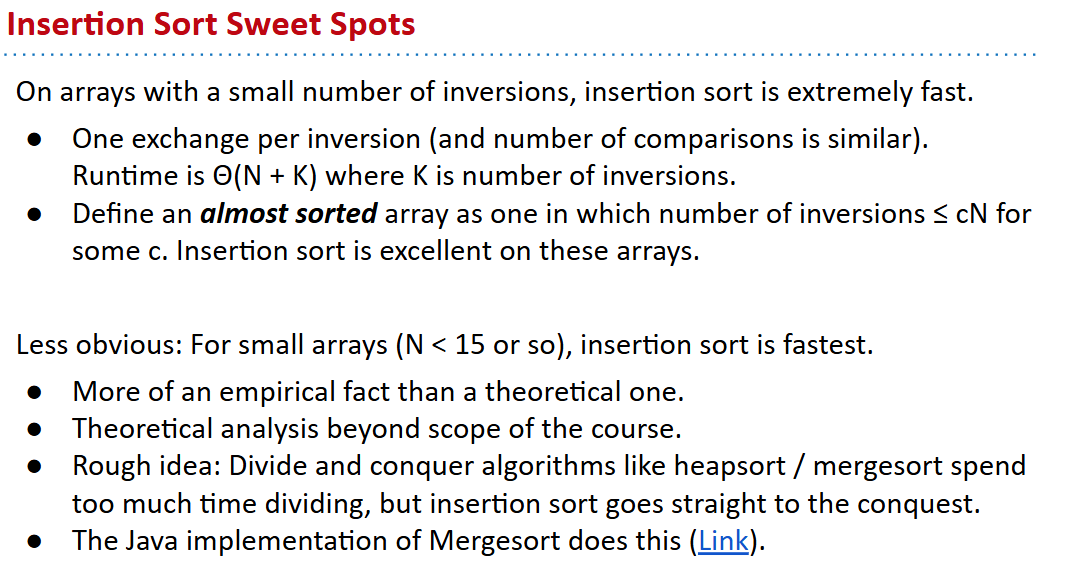 Insertion Sort Sweet Spots
On arrays with a small number of inversions, insertion sort is extremely fast.
● One exchange per inversion (and number of comparisons is similar).
Runtime is Θ(N + K) where K is number of inversions.
● Define an almost sorted array as one in which number of inversions ≤ cN for
some c. Insertion sort is excellent on these arrays.
Less obvious: For small arrays (N < 15 or so), insertion sort is fastest.
● More of an empirical fact than a theoretical one.
● Theoretical analysis beyond scope of the course.
● Rough idea: Divide and conquer algorithms like heapsort / mergesort spend
too much time dividing, but insertion sort goes straight to the conquest.
● The Java implementation of Mergesort does this (Link).